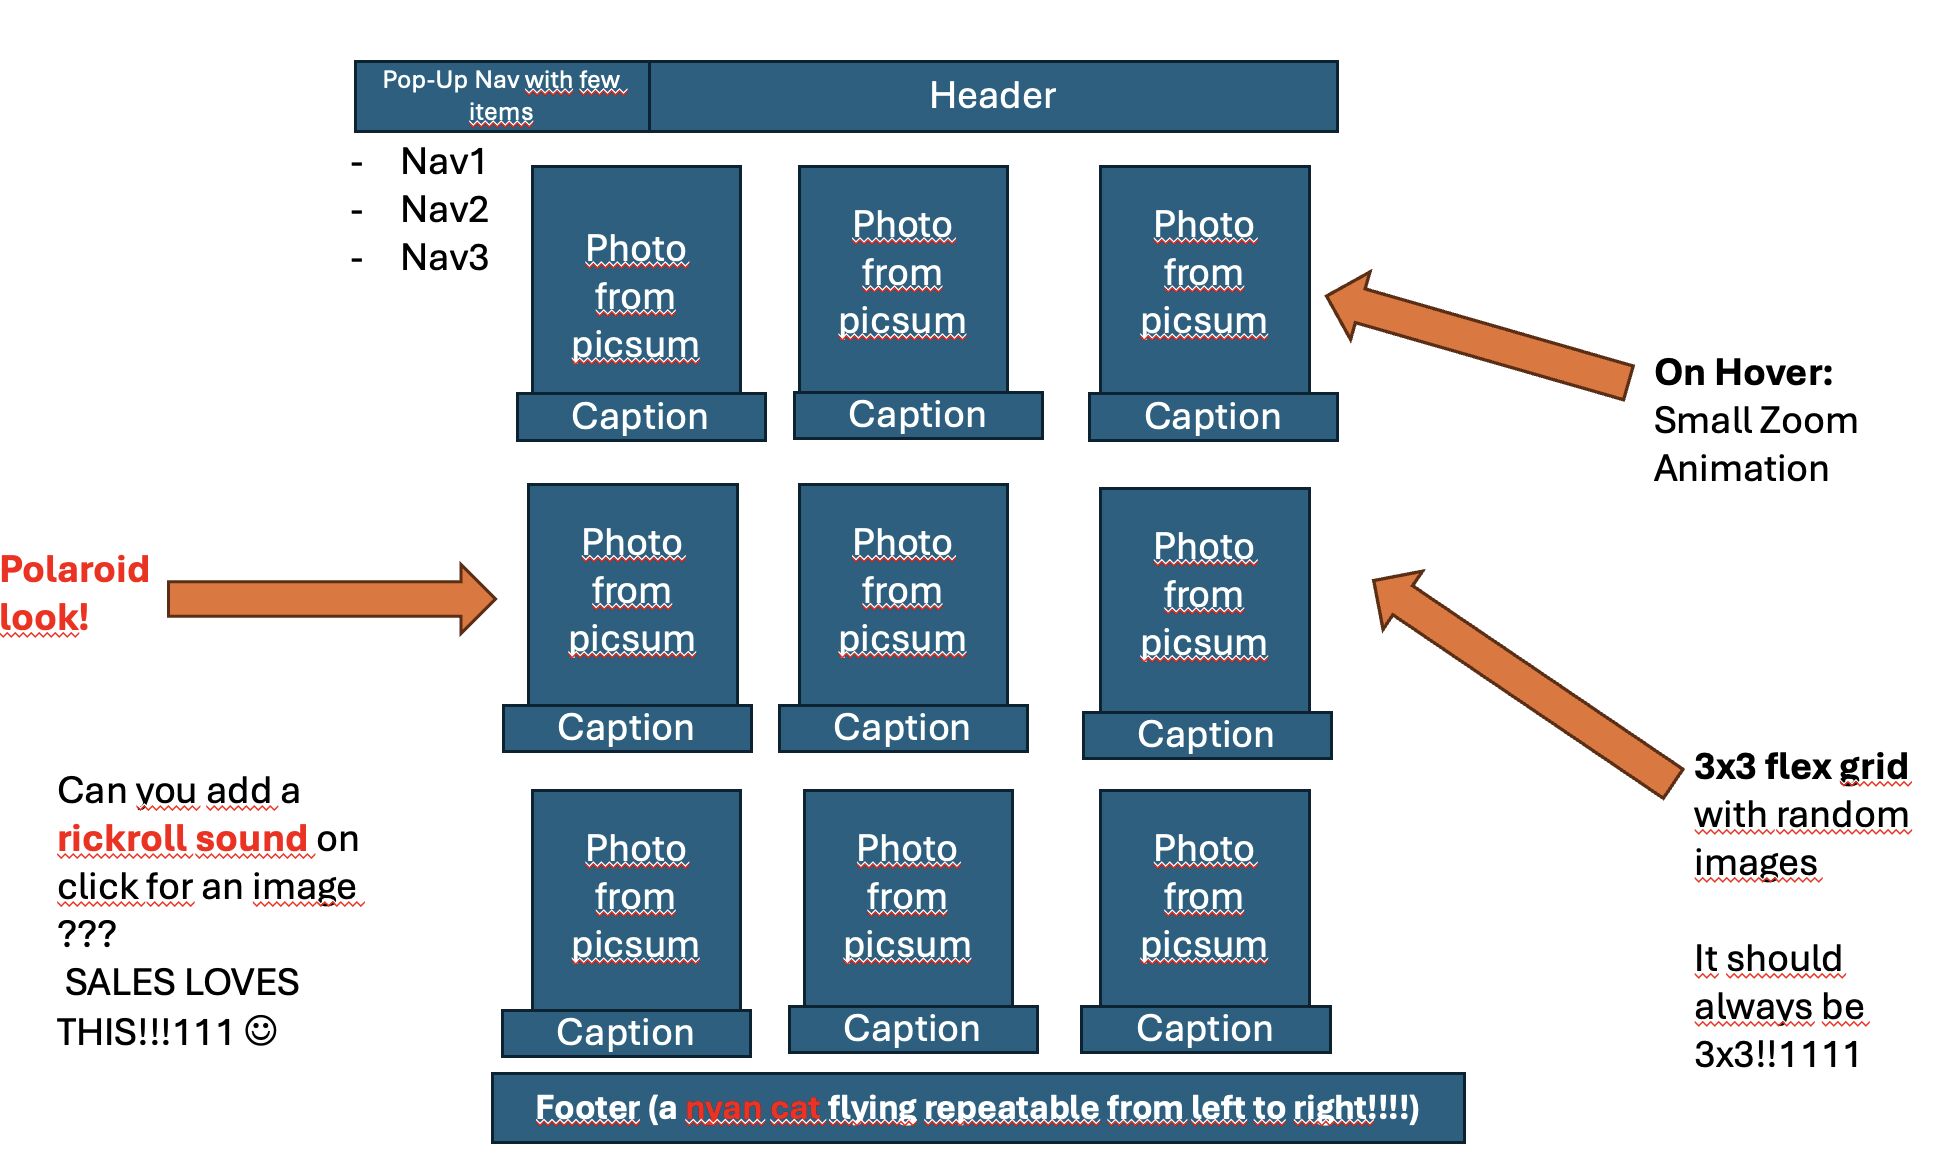 Pop-Up Nav with few
items
Header
- Nav1
- Nav2
- Nav3
Photo
from
picsum
Caption
Photo
from
picsum
Caption
Photo
from
picsum
Caption
On Hover:
Small Zoom
Animation
Polaroid
look!
Photo
from
picsum
Caption
Photo
from
picsum
Caption
Photo
from
picsum
Caption
3x3 flex grid
with random
images
It should
always be
3x3!!1111
Can you add a
rickroll sound on
click for an image
???
SALES LOVES
THIS!!!111 ☺
Photo
from
picsum
Caption
Photo
from
picsum
Caption
Photo
from
picsum
Caption
Footer (a nyan cat flying repeatable from left to right!!!!)